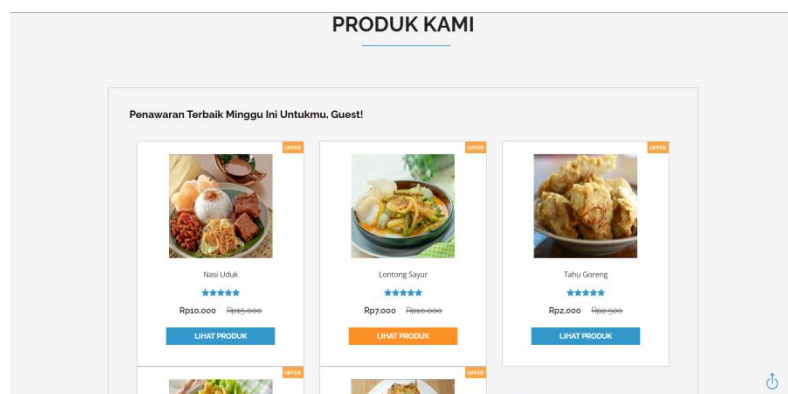 PRODUK KAMI
Penawaran Terbaik Minggu Ini Untukmu, Guest!
OFFER
OFFER
OFFER
Nasi Uduk
Lontong Sayur
Tahu Goreng
Rp10.000 Rp15.000
Rp7.000 Rp10.000
Rp2.000 Rp2.500
LIHAT PRODUK
LIHAT PRODUK
LIHAT PRODUK
OFFER
OFFER